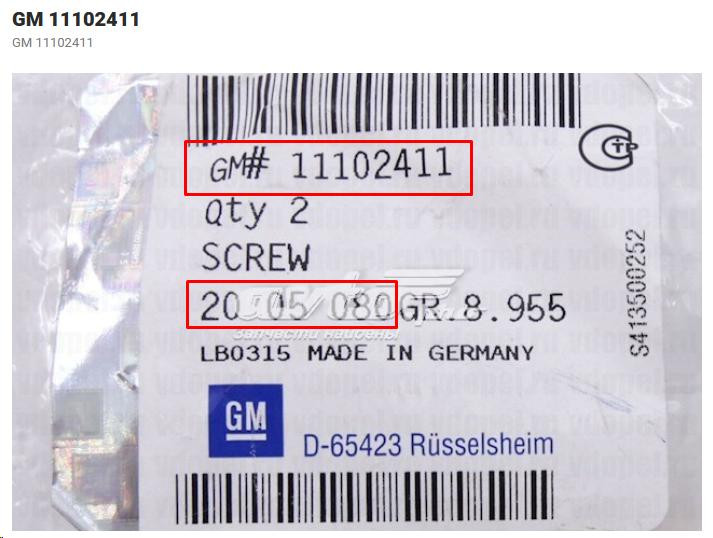 GM 11102411
GM 11102411
GM# 11102411
Qty 2
SCREW
20 05 080 GR.8.955
LB0315 MADE IN GERMANY
S413500252
GM
D-65423 Rüsselsheim